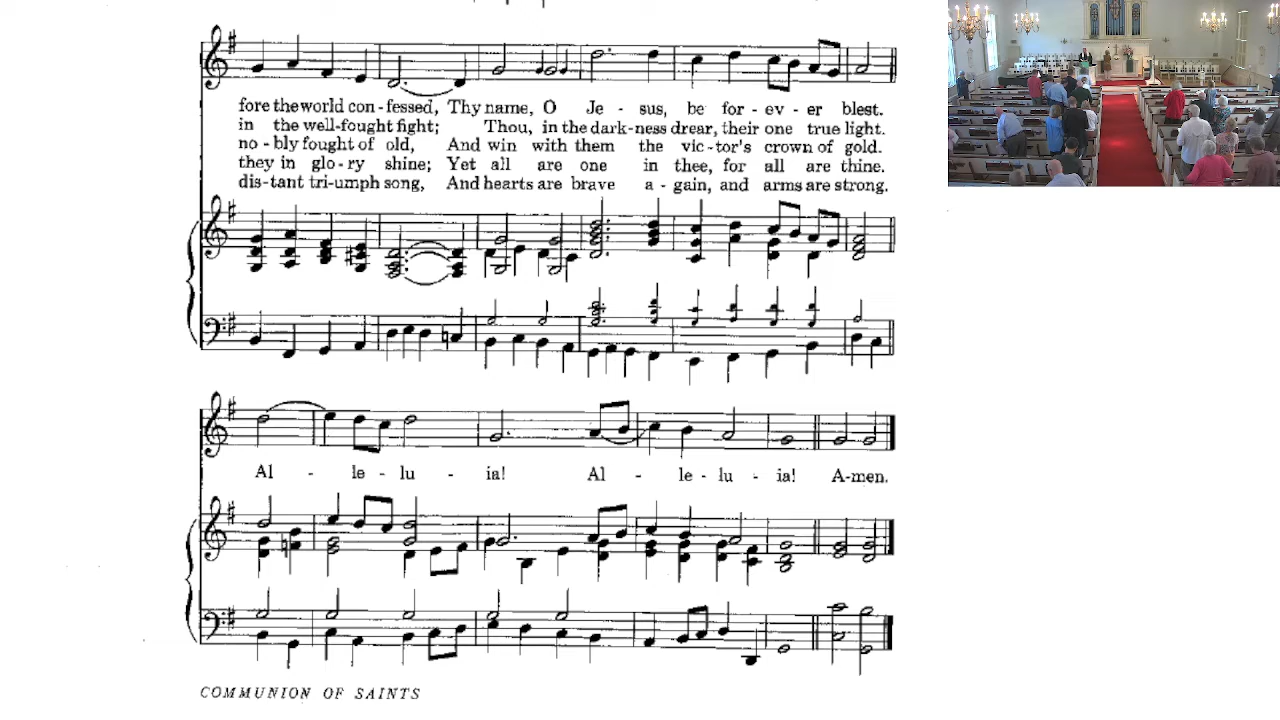 fore the world con - fessed, Thy name, O Je - sus, be for - ev - er blest.
in the well-fought fight; Thou, in the dark-ness drear, their one true light.
no - bly fought of old, And win with them the vic - tor's crown of gold.
they in glo - ry shine; Yet all are one in thee, for all are thine.
dis-tant tri-umph song, And hearts are brave a - gain, and arms are strong.
Al - le - lu - ia! Al - le - lu - ia! A-men.
COMMUNION OF SAINTS